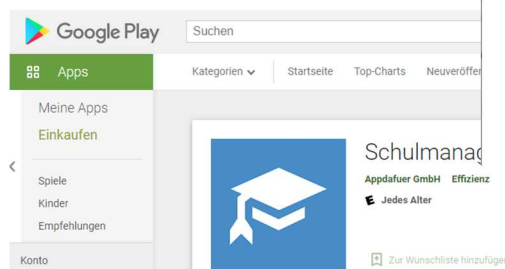 Google Play
Suchen
Apps
Kategorien
Startseite
Top-Charts
Meine Apps
Einkaufen
Spiele
Kinder
Empfehlungen
Konto
Appdafuer GmbH Effizienz
E Jedes Alter
Zur Wunschliste